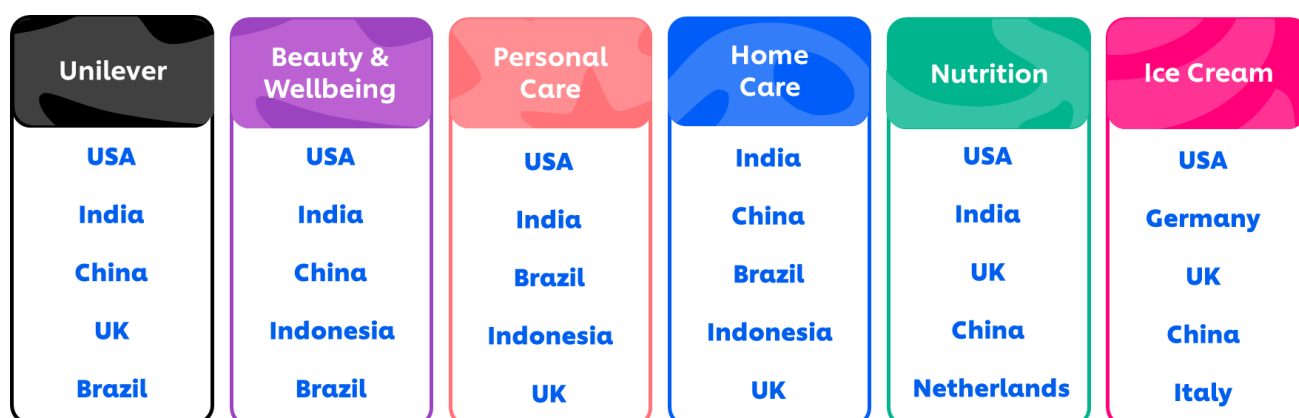 Unilever
USA
India
China
UK
Brazil
Beauty &
Wellbeing
USA
India
China
Indonesia
Brazil
Personal
Care
USA
India
Brazil
Indonesia
UK
Home
Care
India
China
Brazil
Indonesia
UK
Nutrition
USA
India
UK
China
Netherlands
Ice Cream
USA
Germany
UK
China
Italy